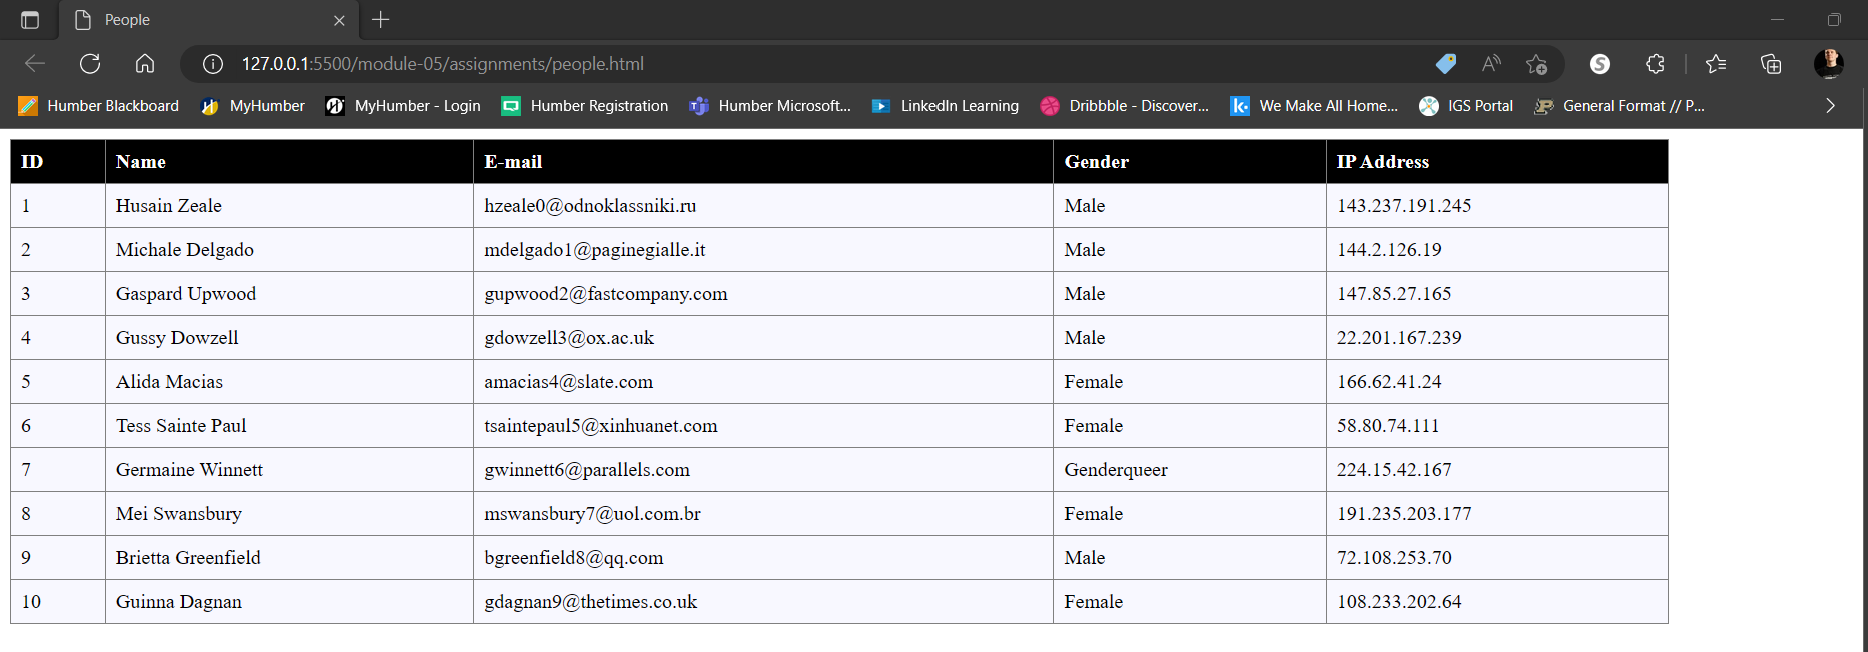 People
127.0.0.1:5500/module-05/assignments/people.html
Humber Blackboard MyHumber MyHumber - Login Humber Registration Humber Microsoft... LinkedIn Learning Dribbble - Discover... We Make All Home... IGS Portal General Format // P...
ID Name E-mail Gender IP Address
1 Husain Zeale hzeale0@odnoklassniki.ru Male 143.237.191.245
2 Michale Delgado mdelgado1@paginegialle.it Male 144.2.126.19
3 Gaspard Upwood gupwood2@fastcompany.com Male 147.85.27.165
4 Gussy Dowzell gdowzell3@ox.ac.uk Male 22.201.167.239
5 Alida Macias amacias4@slate.com Female 166.62.41.24
6 Tess Sainte Paul tsaintepaul5@xinhuanet.com Female 58.80.74.111
7 Germaine Winnett gwinnett6@parallels.com Genderqueer 224.15.42.167
8 Mei Swansbury mswansbury7@uol.com.br Female 191.235.203.177
9 Brietta Greenfield bgreenfield8@qq.com Male 72.108.253.70
10 Guinna Dagnan gdagnan9@thetimes.co.uk Female 108.233.202.64